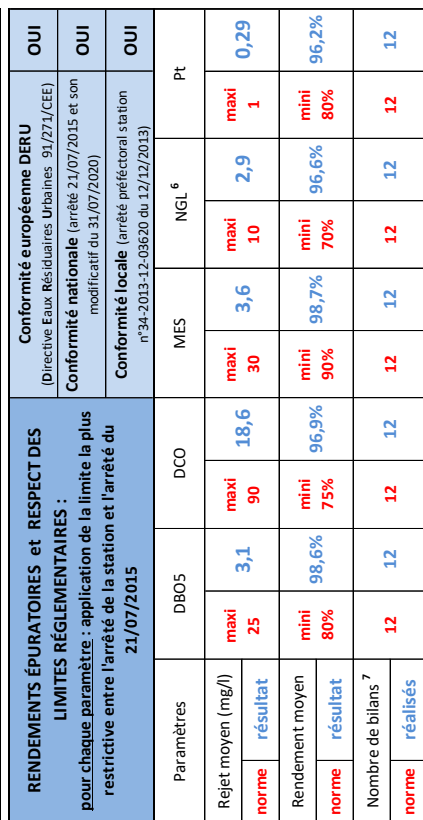 RENDEMENTS ÉPURATOIRES et RESPECT DES
LIMITES RÉGLEMENTAIRES :
pour chaque paramètre : application de la limite la plus
restrictive entre l'arrêté de la station et l'arrêté du
21/07/2015
Conformité européenne DERU
(Directive Eaux Résiduaires Urbaines 91/271/CEE)
OUI
Conformité nationale (arrêté 21/07/2015 et son
modificatif du 31/07/2020)
OUI
Conformité locale (arrêté préfectoral station
n°34-2013-12-03620 du 12/12/2013)
OUI
Paramètres DBO5 DCO MES NGL 6 Pt
Rejet moyen (mg/l)
norme résultat
maxi 25 3,1 maxi 90 18,6 maxi 30 3,6 maxi 10 2,9 maxi 1 0,29
Rendement moyen
norme résultat
mini 80% 98,6% mini 75% 96,9% mini 90% 98,7% mini 70% 96,6% mini 80% 96,2%
Nombre de bilans 7
norme réalisés
12 12 12 12 12 12 12 12 12 12